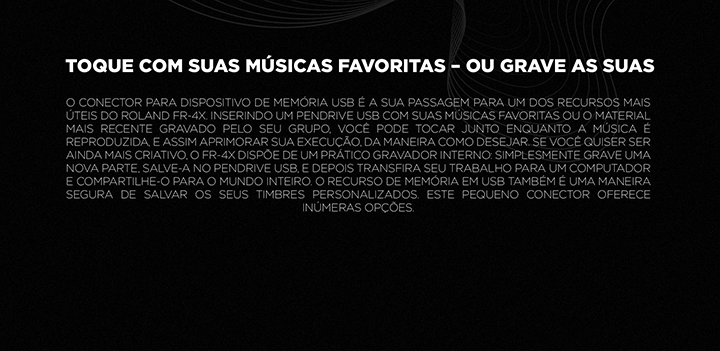 TOQUE COM SUAS MÚSICAS FAVORITAS – OU GRAVE AS SUAS
O CONECTOR PARA DISPOSITIVO DE MEMÓRIA USB É A SUA PASSAGEM PARA UM DOS RECURSOS MAIS
ÚTEIS DO ROLAND FR-4X. INSERINDO UM PENDRIVE USB COM SUAS MÚSICAS FAVORITAS OU O MATERIAL
MAIS RECENTE GRAVADO PELO SEU GRUPO, VOCÊ PODE TOCAR JUNTO ENQUANTO A MÚSICA É
REPRODUZIDA, E ASSIM APRIMORAR SUA EXECUÇÃO, DA MANEIRA COMO DESEJAR. SE VOCÊ QUISER SER
AINDA MAIS CRIATIVO, O FR-4X DISPÕE DE UM PRÁTICO GRAVADOR INTERNO: SIMPLESMENTE GRAVE UMA
NOVA PARTE, SALVE-A NO PENDRIVE USB, E DEPOIS TRANSFIRA SEU TRABALHO PARA UM COMPUTADOR
E COMPARTILHE-O PARA O MUNDO INTEIRO. O RECURSO DE MEMÓRIA EM USB TAMBÉM É UMA MANEIRA
SEGURA DE SALVAR OS SEUS TIMBRES PERSONALIZADOS. ESTE PEQUENO CONECTOR OFERECE
INÚMERAS OPÇÕES.